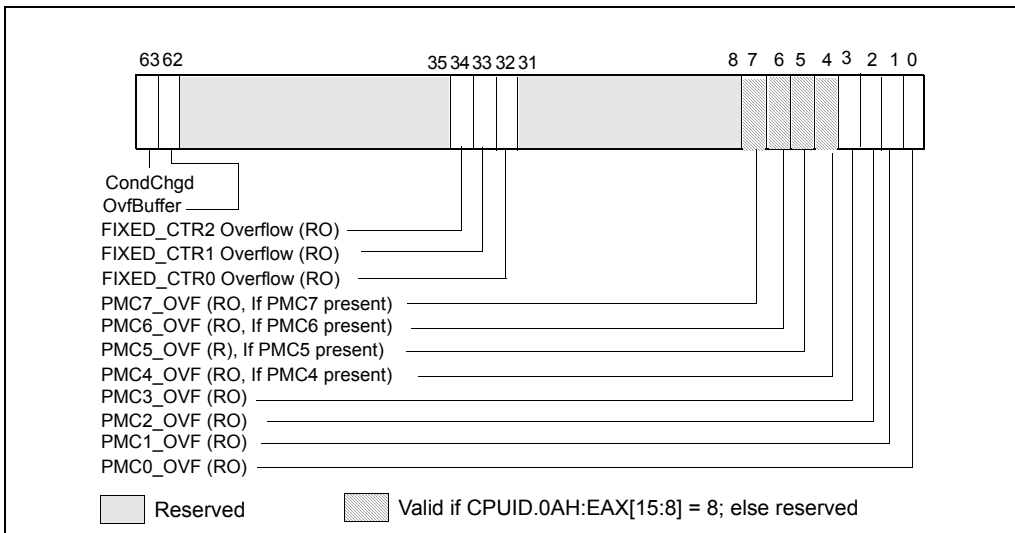 63 62 35 34 33 32 31 8 7 6 5 4 3 2 1 0
CondChgd
OvfBuffer
FIXED_CTR2 Overflow (RO)
FIXED_CTR1 Overflow (RO)
FIXED_CTR0 Overflow (RO)
PMC7_OVF (RO, If PMC7 present)
PMC6_OVF (RO, If PMC6 present)
PMC5_OVF (R), If PMC5 present)
PMC4_OVF (RO, If PMC4 present)
PMC3_OVF (RO)
PMC2_OVF (RO)
PMC1_OVF (RO)
PMC0_OVF (RO)
Reserved Valid if CPUID.0AH:EAX[15:8] = 8; else reserved